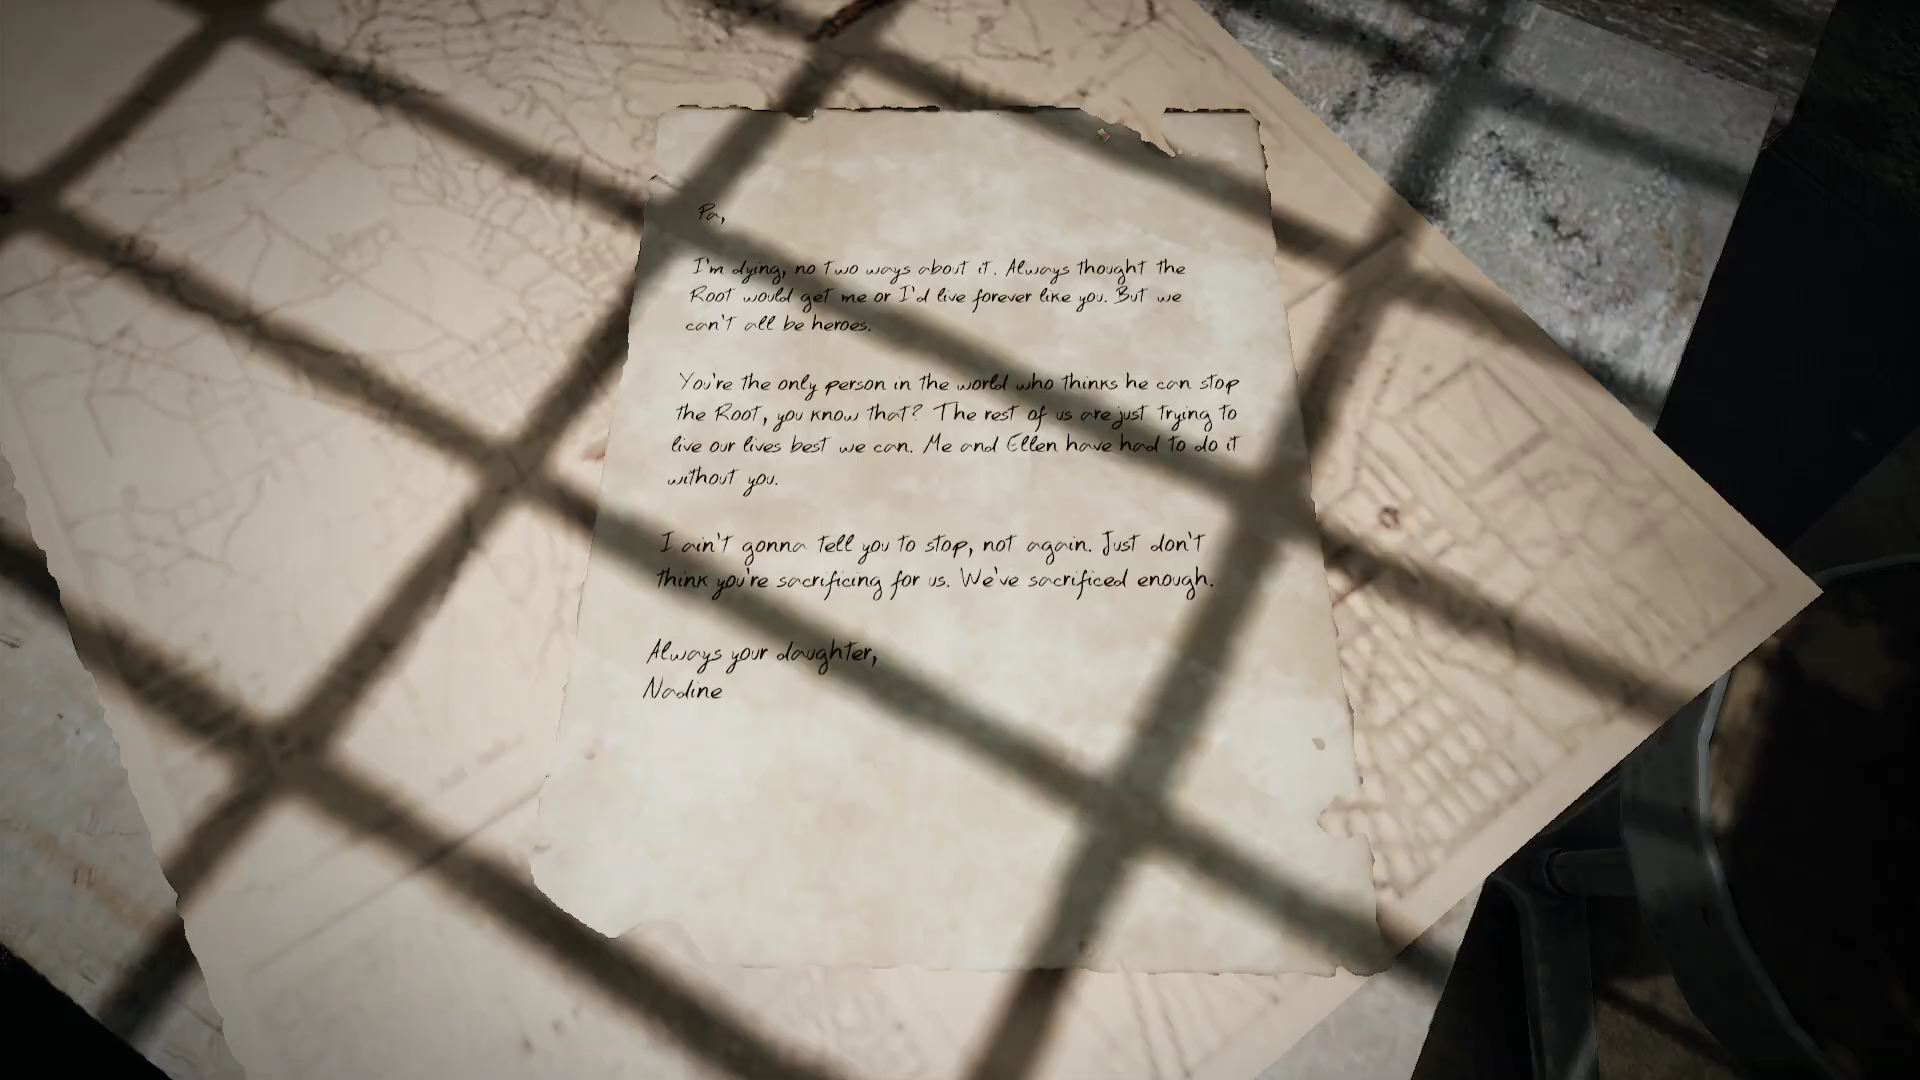 Pa,
I'm dying, no two ways about it. Always thought the
Root would get me or I'd live forever like you. But we
can't all be heroes.
You're the only person in the world who thinks he can stop
the Root, you know that? The rest of us are just trying to
live our lives best we can. Me and Ellen have had to do it
without you.
I ain't gonna tell you to stop, not again. Just don't
think you're sacrificing for us. We've sacrificed enough.
Always your daughter,
Nadine